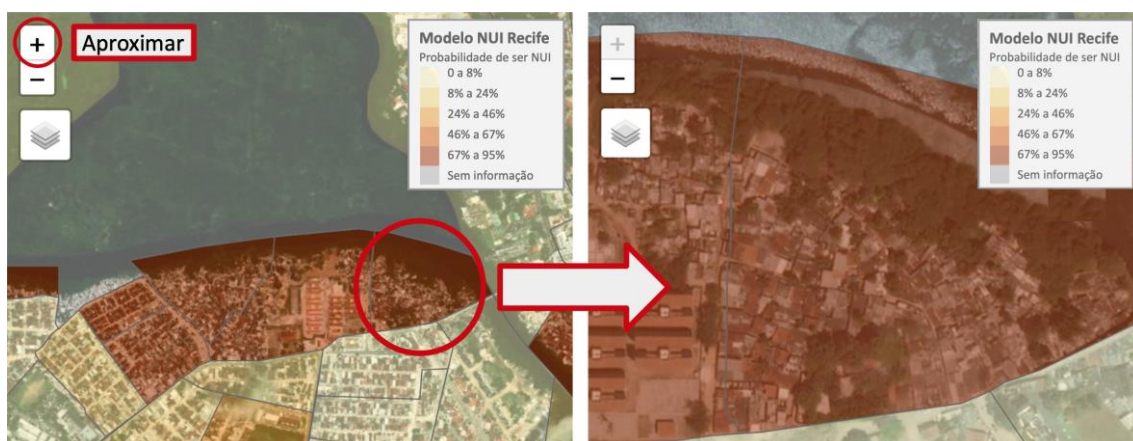 +
Aproximar
−
Modelo NUI Recife
Probabilidade de ser NUI
0 a 8%
8% a 24%
24% a 46%
46% a 67%
67% a 95%
Sem informação
+
−
Modelo NUI Recife
Probabilidade de ser NUI
0 a 8%
8% a 24%
24% a 46%
46% a 67%
67% a 95%
Sem informação